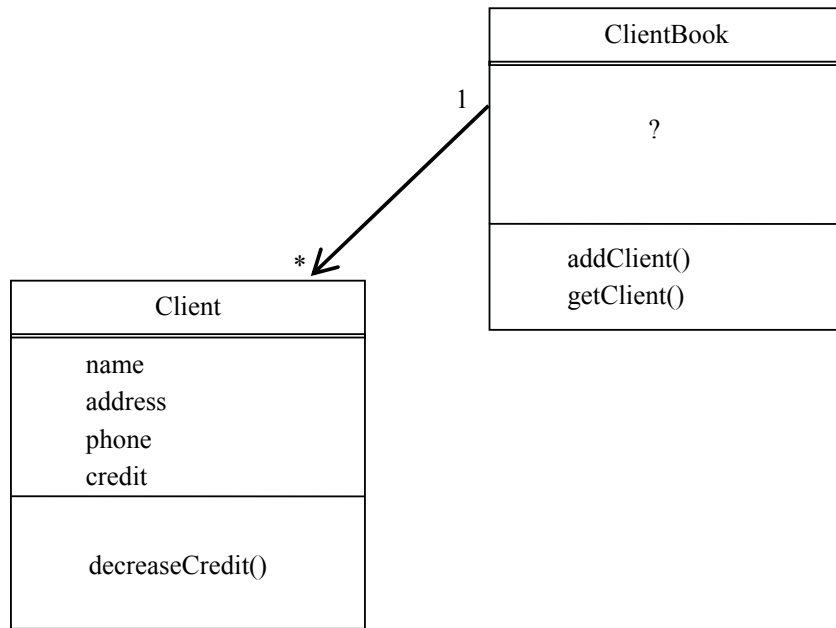 ClientBook
1
?
*
addClient()
getClient()
Client
name
address
phone
credit
decreaseCredit()